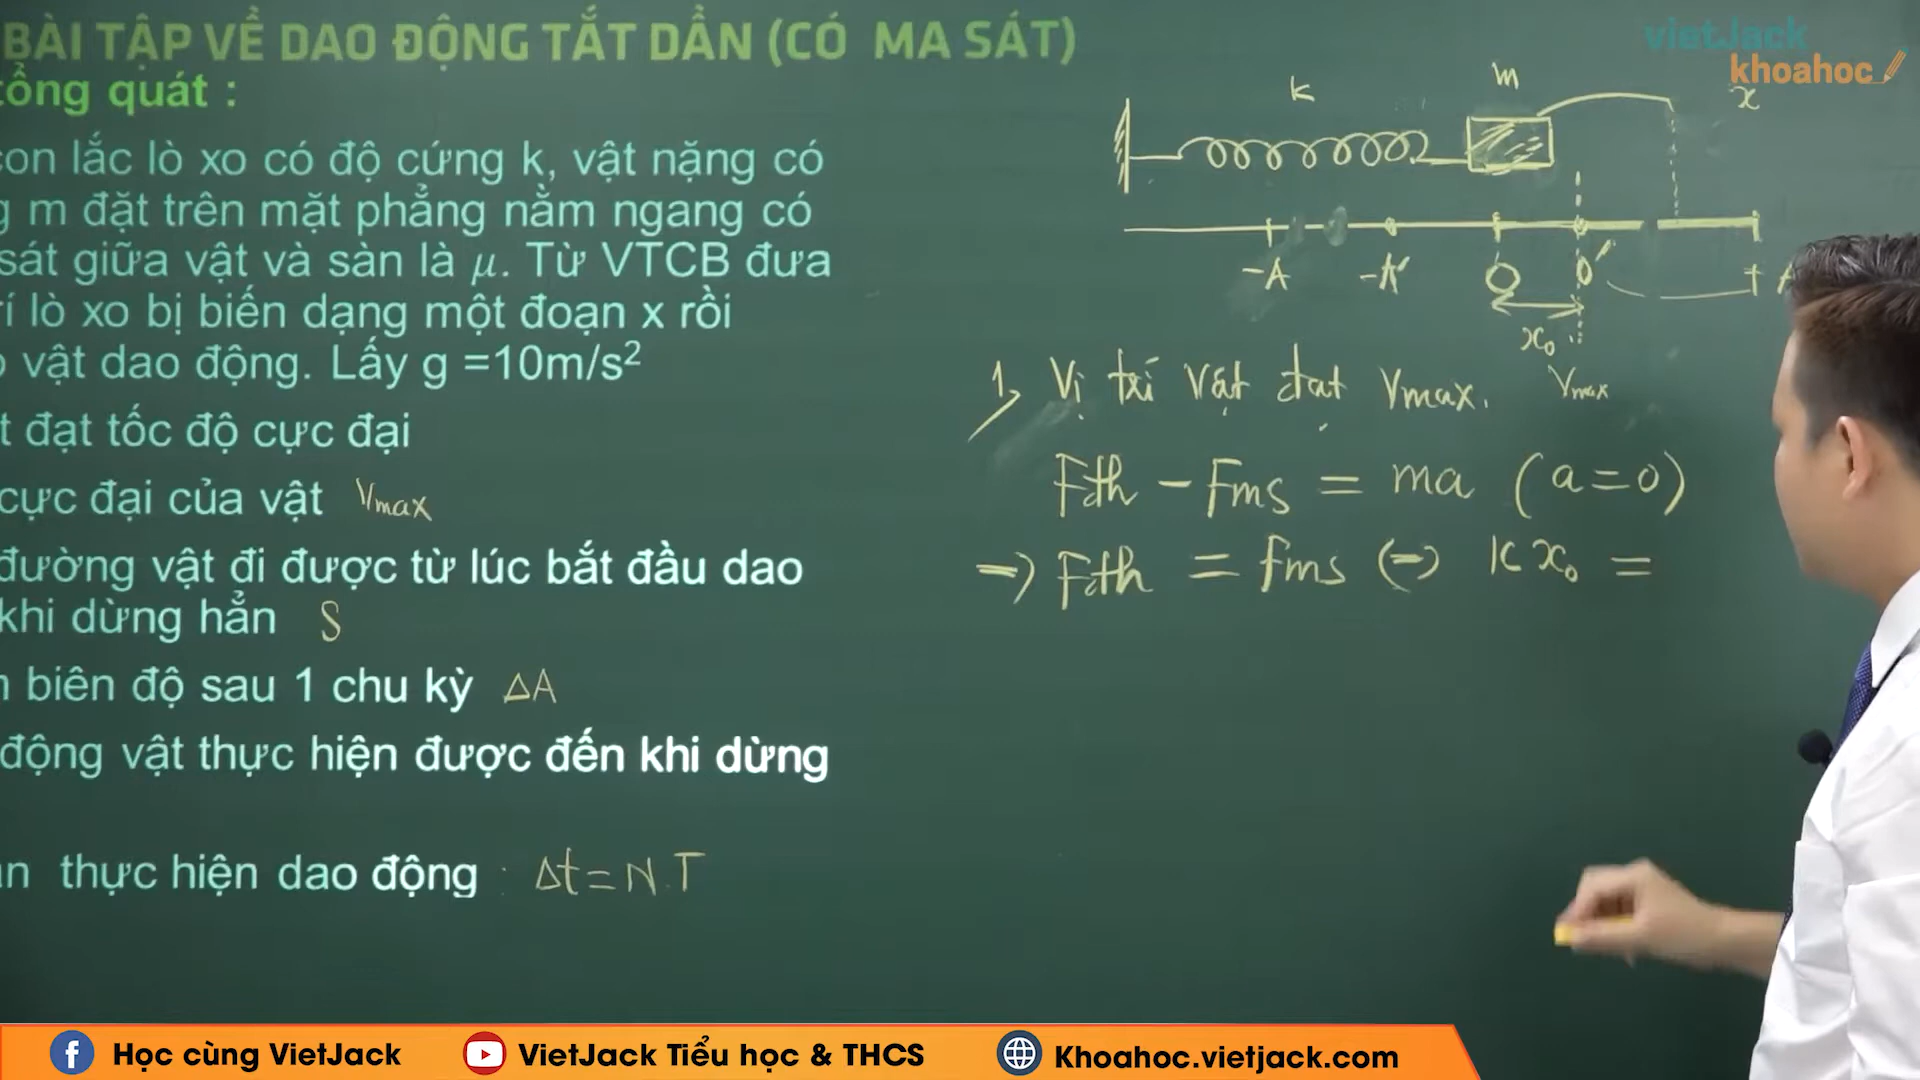 BÀI TẬP VỀ DAO ĐỘNG TẮT DẦN (CÓ MA SÁT)
tổng quát :
con lắc lò xo có độ cứng k, vật nặng có
g m đặt trên mặt phẳng nằm ngang có
sát giữa vật và sàn là μ. Từ VTCB đưa
rí lò xo bị biến dạng một đoạn x rồi
vật dao động. Lấy g =10m/s²
t đạt tốc độ cực đại
cực đại của vật Vmax
đường vật đi được từ lúc bắt đầu dao
khi dừng hẳn S
biên độ sau 1 chu kỳ ΔA
động vật thực hiện được đến khi dừng
thực hiện dao động : Δt = N.T
vietJack
khoahoc
k
m
x
-A
-A'
O
O'
+A
x₀
Vmax
1, Vị trí vật đạt Vmax.
Fđh - Fms = ma (a=0)
=> Fđh = Fms (=) kx₀ =
Học cùng VietJack
VietJack Tiểu học & THCS
Khoahoc.vietjack.com